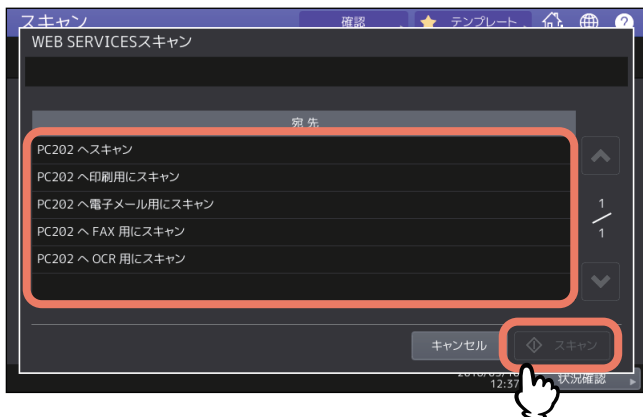 スキャン 確認 テンプレート ?
WEB SERVICESスキャン
宛先
PC202 へスキャン
PC202 へ印刷用にスキャン
PC202 へ電子メール用にスキャン
1
PC202 へ FAX 用にスキャン
1
PC202 へ OCR 用にスキャン
キャンセル スキャン
12:37 状況確認